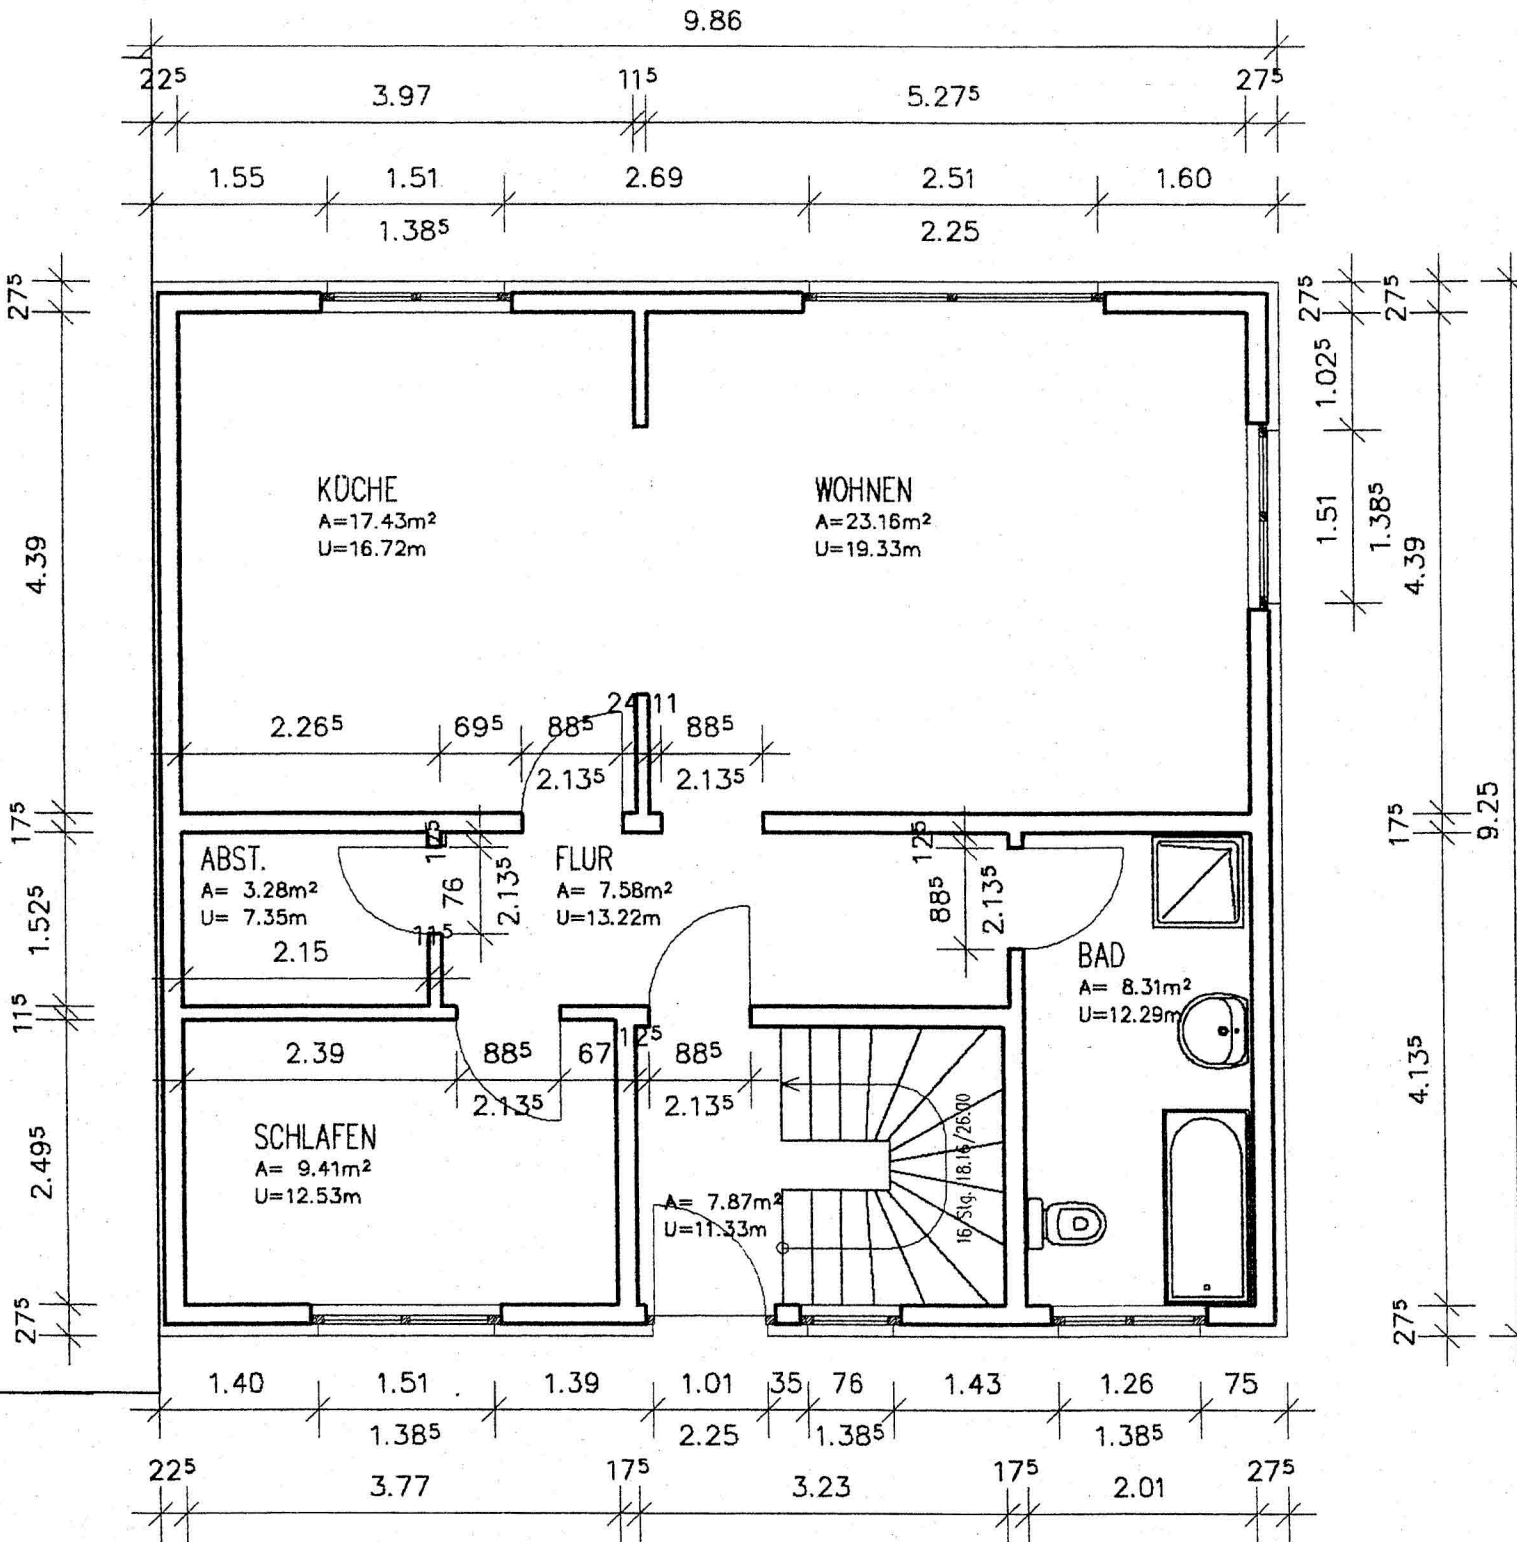 9.86
22⁵ 3.97 11⁵ 5.27⁵ 27⁵
1.55 1.51 2.69 2.51 1.60
1.38⁵ 2.25
27⁵
4.39
17⁵
1.52⁵
11⁵
2.49⁵
27⁵
27⁵
1.02⁵
1.51
1.38⁵
27⁵
4.39
17⁵
4.13⁵
27⁵
9.25
KÜCHE
A=17.43m²
U=16.72m
WOHNEN
A=23.16m²
U=19.33m
24 11
2.26⁵ 69⁵ 88⁵ 88⁵
2.13⁵ 2.13⁵
ABST.
A= 3.28m²
U= 7.35m
2.15
11⁵
76
2.13⁵
FLUR
A= 7.58m²
U=13.22m
12⁵
88⁵
2.13⁵
BAD
A= 8.31m²
U=12.29m
12⁵
2.39 88⁵ 67 88⁵
2.13⁵ 2.13⁵
SCHLAFEN
A= 9.41m²
U=12.53m
A= 7.87m²
U=11.33m
16 Stg. 18.16/26.00
1.40 1.51 1.39 1.01 35 76 1.43 1.26 75
1.38⁵ 2.25 1.38⁵ 1.38⁵
22⁵ 3.77 17⁵ 3.23 17⁵ 2.01 27⁵